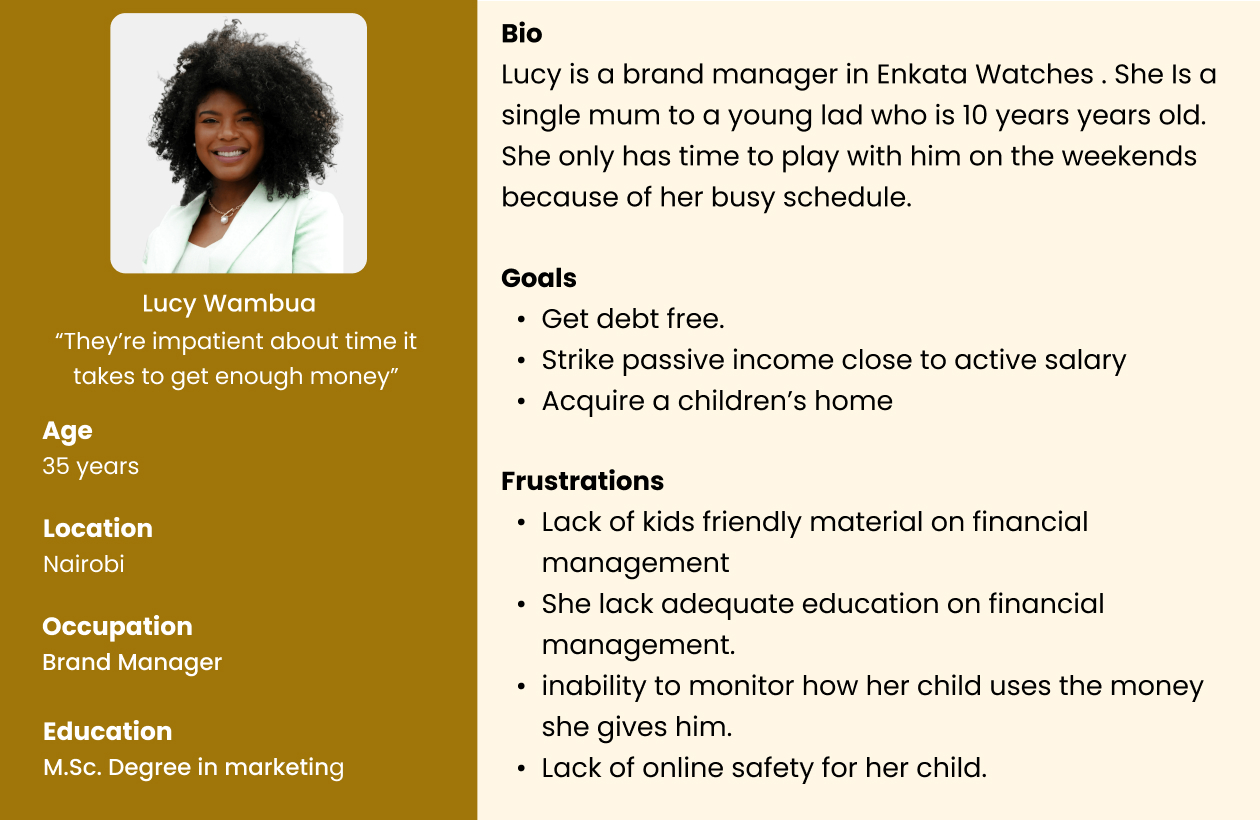 Lucy Wambua
“They’re impatient about time it
takes to get enough money”
Age
35 years
Location
Nairobi
Occupation
Brand Manager
Education
M.Sc. Degree in marketing
Bio
Lucy is a brand manager in Enkata Watches . She Is a
single mum to a young lad who is 10 years years old.
She only has time to play with him on the weekends
because of her busy schedule.
Goals
• Get debt free.
• Strike passive income close to active salary
• Acquire a children’s home
Frustrations
• Lack of kids friendly material on financial
management
• She lack adequate education on financial
management.
• inability to monitor how her child uses the money
she gives him.
• Lack of online safety for her child.